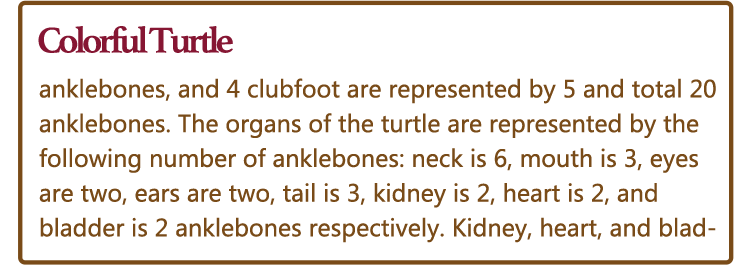 Colorful Turtle
anklebones, and 4 clubfoot are represented by 5 and total 20
anklebones. The organs of the turtle are represented by the
following number of anklebones: neck is 6, mouth is 3, eyes
are two, ears are two, tail is 3, kidney is 2, heart is 2, and
bladder is 2 anklebones respectively. Kidney, heart, and blad-